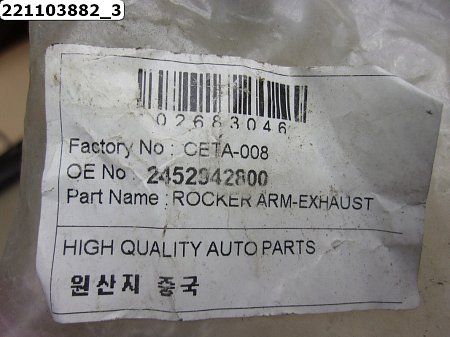 221103882_3
02683046
Factory No : CETA-008
OE No : 2452942800
Part Name : ROCKER ARM-EXHAUST
HIGH QUALITY AUTO PARTS
원산지 중국